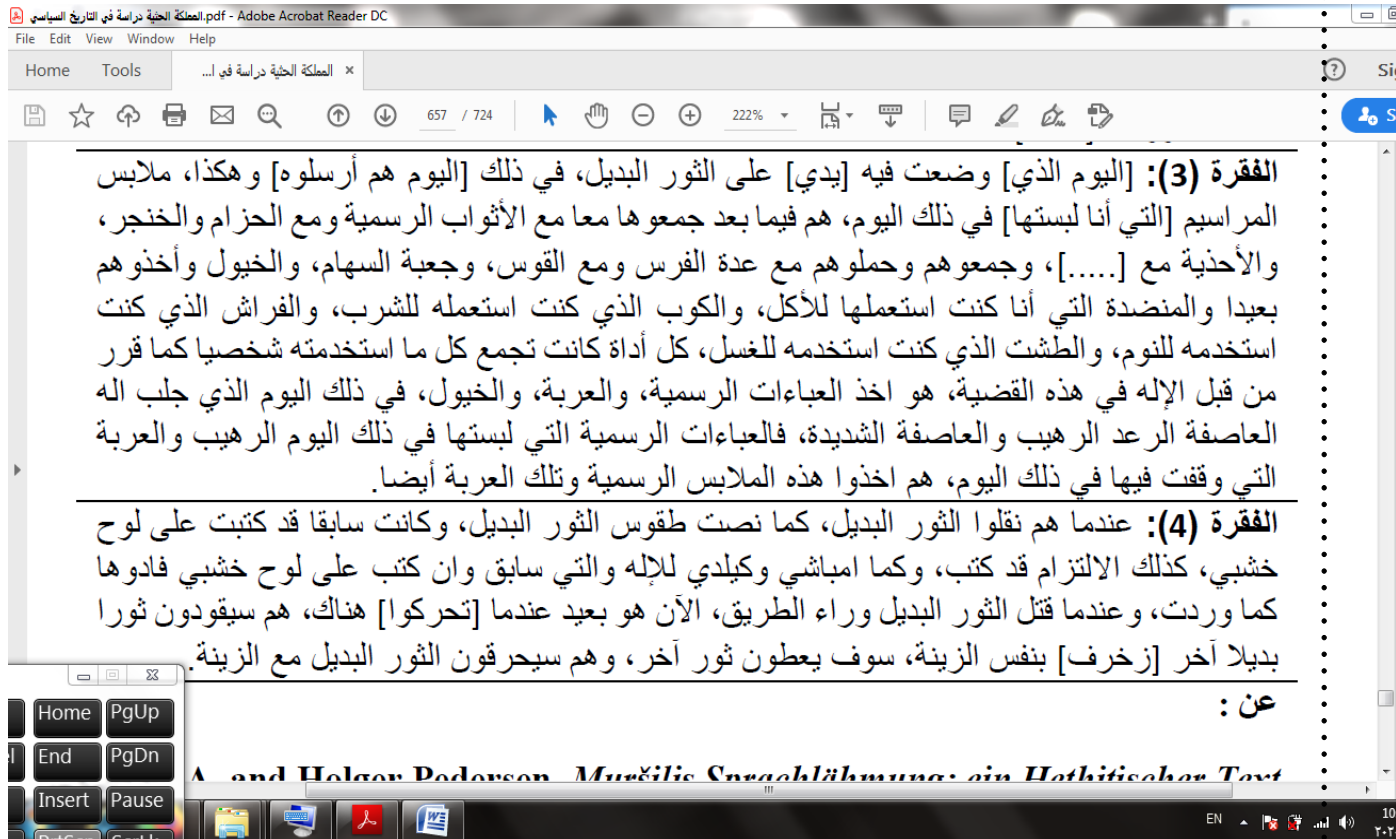 المملكة الحثية دراسة في التاريخ السياسي.pdf - Adobe Acrobat Reader DC
File Edit View Window Help
Home Tools المملكة الحثية دراسة في ا... ×
657 / 724 222%
الفقرة (3): [اليوم الذي] وضعت فيه [يدي] على الثور البديل، في ذلك [اليوم هم أرسلوه] وهكذا، ملابس
المراسيم [التي أنا لبستها] في ذلك اليوم، هم فيما بعد جمعوها معا مع الأثواب الرسمية ومع الحزام والخنجر،
والأحذية مع [.....]، وجمعوهم وحملوهم مع عدة الفرس ومع القوس، وجعبة السهام، والخيول وأخذوهم
بعيدا والمنضدة التي أنا كنت استعملها للأكل، والكوب الذي كنت استعمله للشرب، والفراش الذي كنت
استخدمه للنوم، والطشت الذي كنت استخدمه للغسل، كل أداة كانت تجمع كل ما استخدمته شخصيا كما قرر
من قبل الإله في هذه القضية، هو اخذ العباءات الرسمية، والعربة، والخيول، في ذلك اليوم الذي جلب اله
العاصفة الرعد الرهيب والعاصفة الشديدة، فالعباءات الرسمية التي لبستها في ذلك اليوم الرهيب والعربة
التي وقفت فيها في ذلك اليوم، هم اخذوا هذه الملابس الرسمية وتلك العربة أيضا.
الفقرة (4): عندما هم نقلوا الثور البديل، كما نصت طقوس الثور البديل، وكانت سابقا قد كتبت على لوح
خشبي، كذلك الالتزام قد كتب، وكما امباشي وكيلدي للإله والتي سابق وان كتب على لوح خشبي فادوها
كما وردت، وعندما قتل الثور البديل وراء الطريق، الآن هو بعيد عندما [تحركوا] هناك، هم سيقودون ثورا
بديلا آخر [زخرف] بنفس الزينة، سوف يعطون ثور آخر، وهم سيحرقون الثور البديل مع الزينة.
عن :
A. and Holger Pedersen, Muršilis Sprachlähmung: ein Hethitischer Text
Home PgUp
End PgDn
Insert Pause
EN